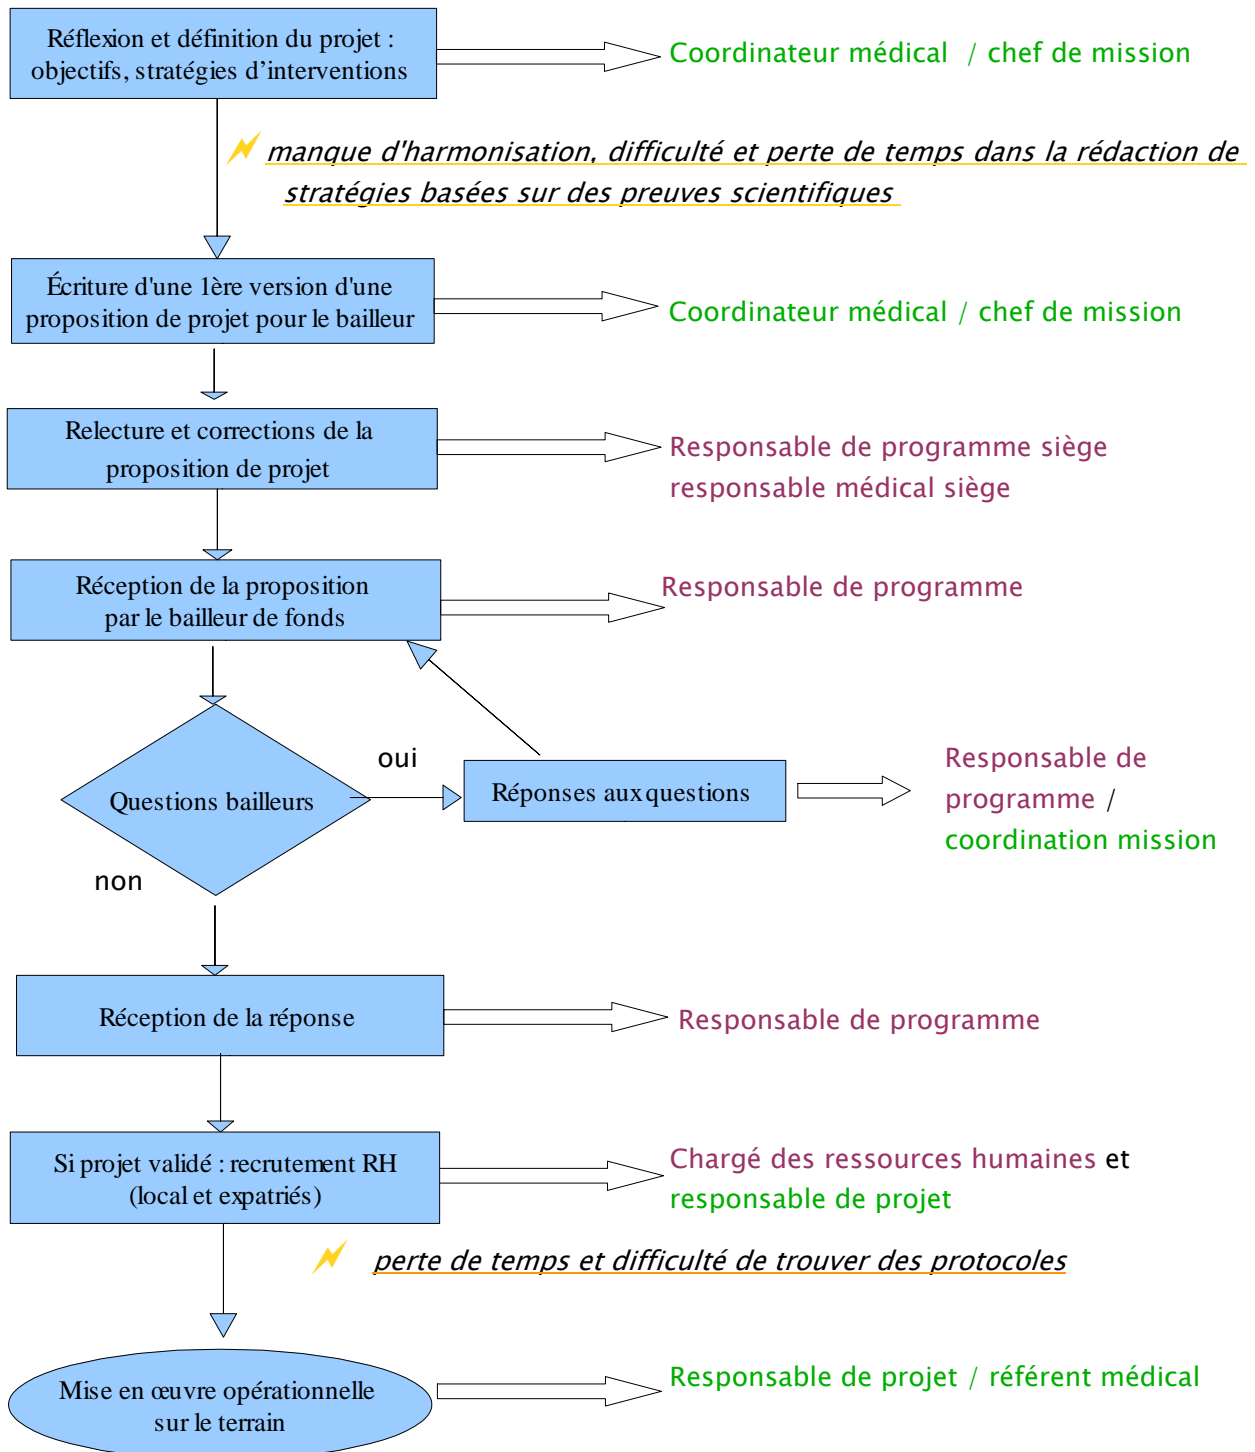 Réflexion et définition du projet :
objectifs, stratégies d’interventions
Coordinateur médical / chef de mission
manque d'harmonisation, difficulté et perte de temps dans la rédaction de
stratégies basées sur des preuves scientifiques
Écriture d'une 1ère version d'une
proposition de projet pour le bailleur
Coordinateur médical / chef de mission
Relecture et corrections de la
proposition de projet
Responsable de programme siège
responsable médical siège
Réception de la proposition
par le bailleur de fonds
Responsable de programme
Questions bailleurs
oui
non
Réponses aux questions
Responsable de
programme /
coordination mission
Réception de la réponse
Responsable de programme
Si projet validé : recrutement RH
(local et expatriés)
Chargé des ressources humaines et
responsable de projet
perte de temps et difficulté de trouver des protocoles
Mise en œuvre opérationnelle
sur le terrain
Responsable de projet / référent médical